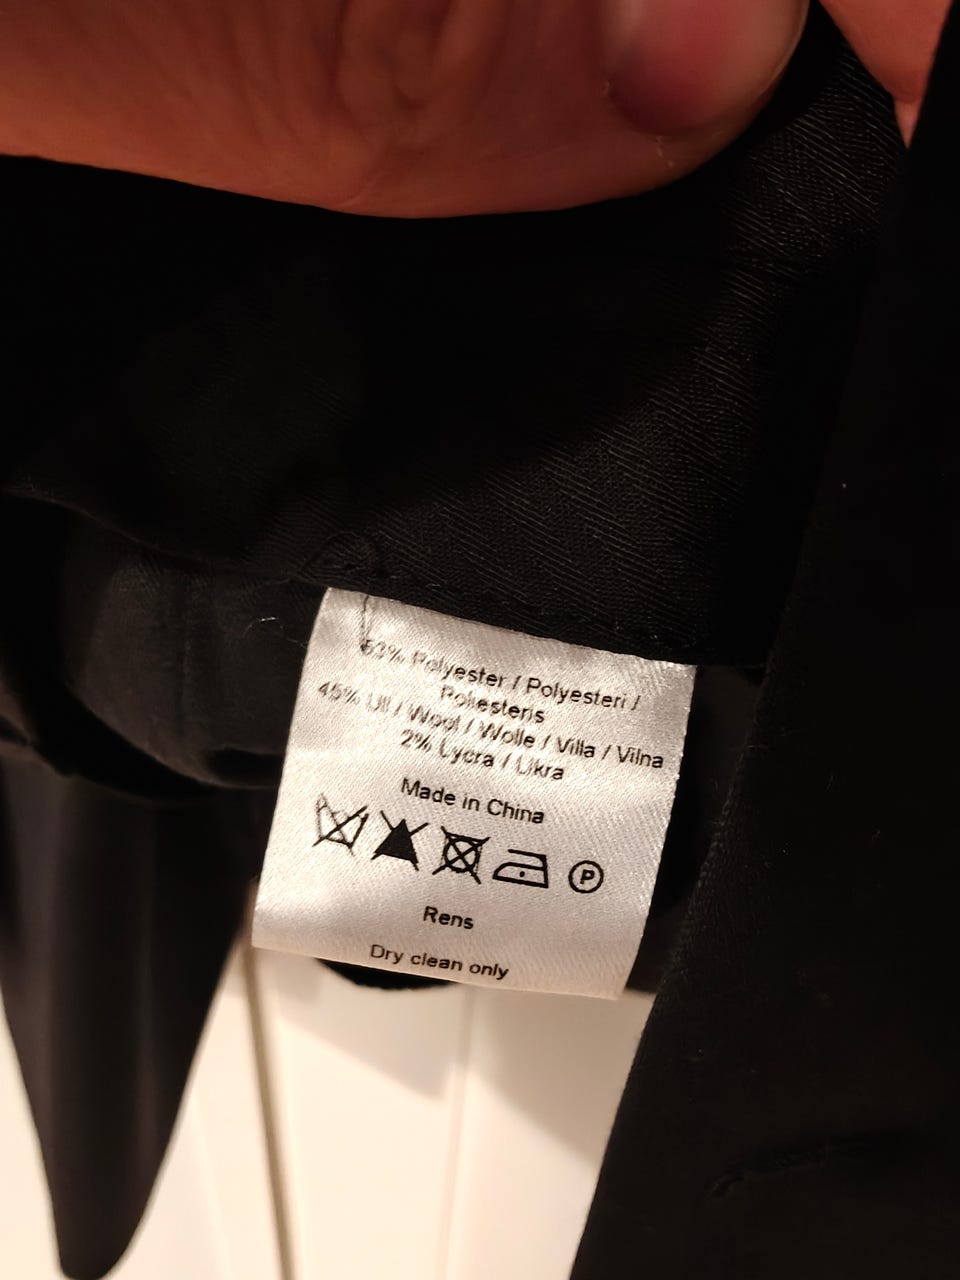 53% Polyester / Polyesteri /
Poliesteris
45% Ull / Wool / Wolle / Villa / Vilna
2% Lycra / Likra
Made in China
P
Rens
Dry clean only